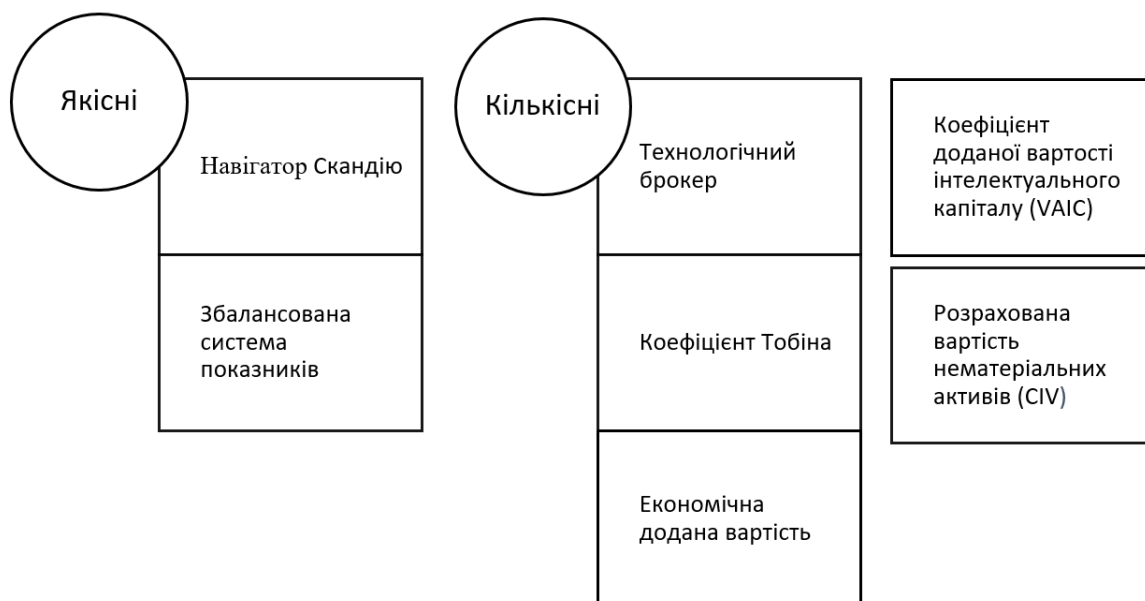 Якісні
Навігатор Скандію
Збалансована
система
показників
Кількісні
Технологічний
брокер
Коефіцієнт Тобіна
Економічна
додана вартість
Коефіцієнт
доданої вартості
інтелектуального
капіталу (VAIC)
Розрахована
вартість
нематеріальних
активів (CIV)